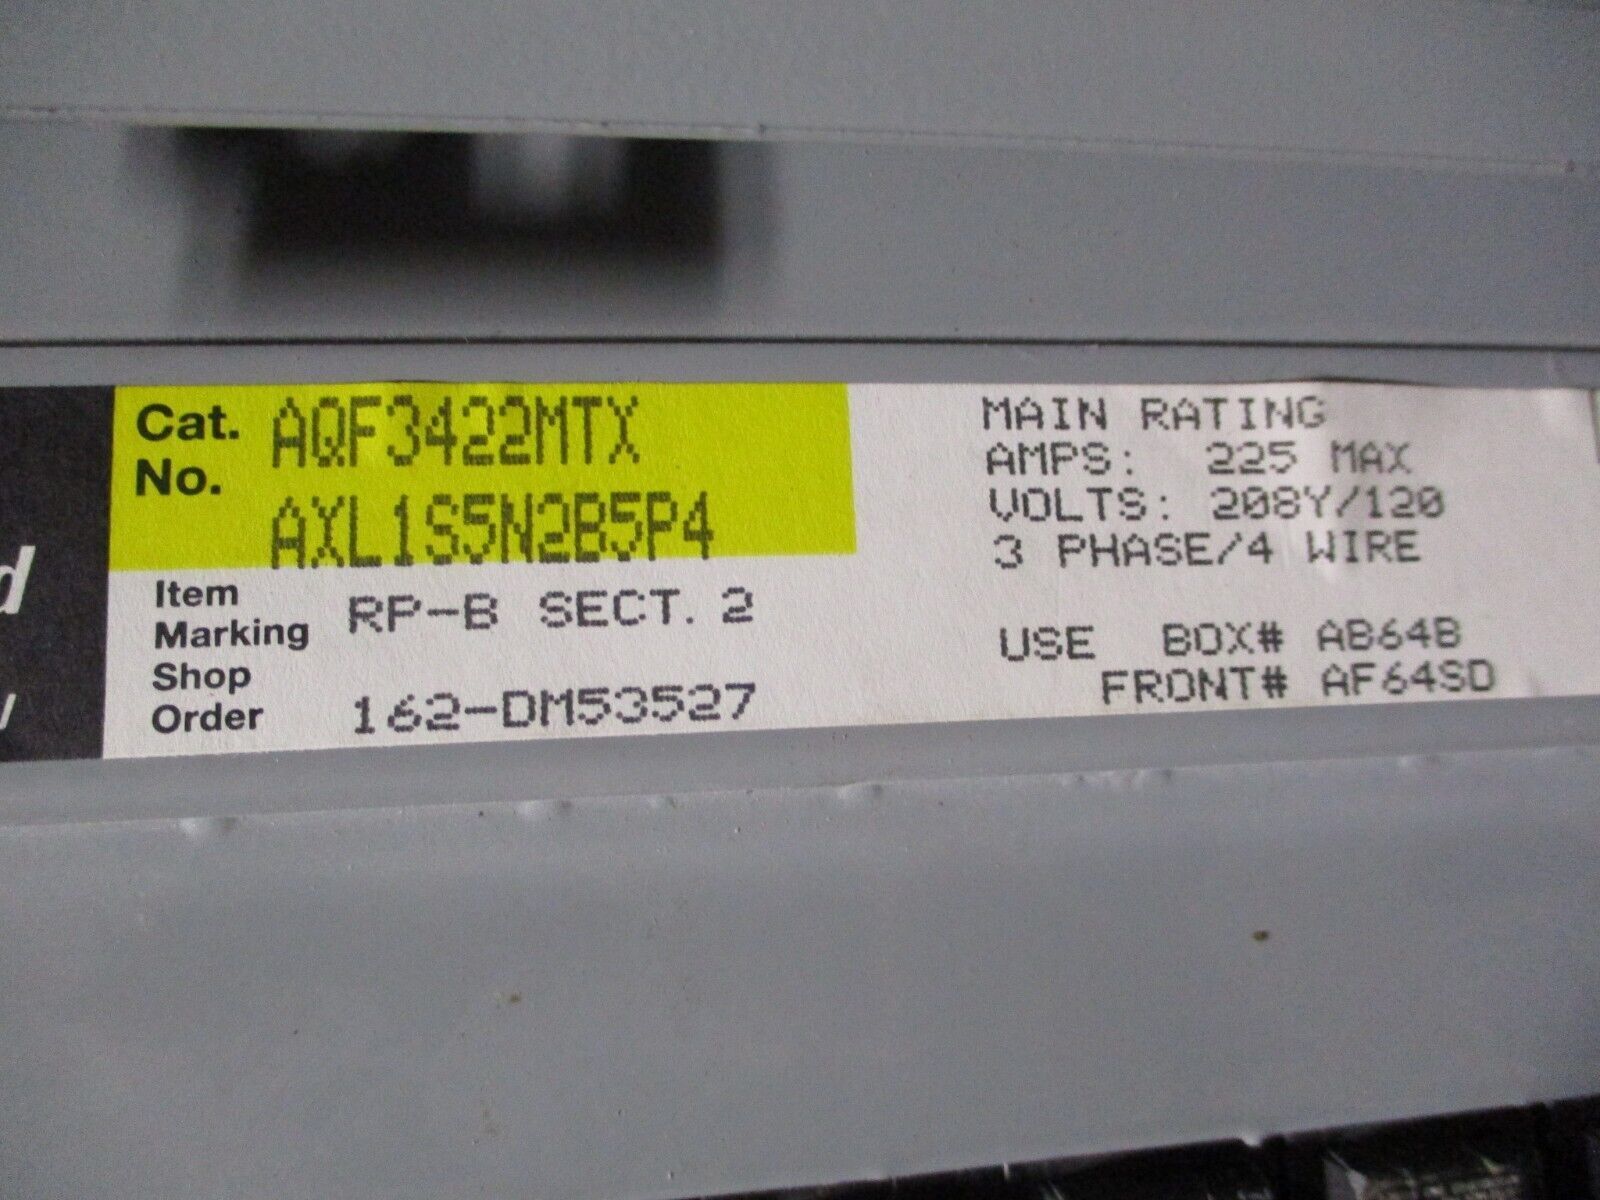 Cat. No. AQF3422MTX
AXL1S5N2B5P4
Item Marking RP-B SECT. 2
Shop Order 162-DM53527
MAIN RATING
AMPS: 225 MAX
VOLTS: 208Y/120
3 PHASE/4 WIRE
USE BOX# AB64B
FRONT# AF64SD